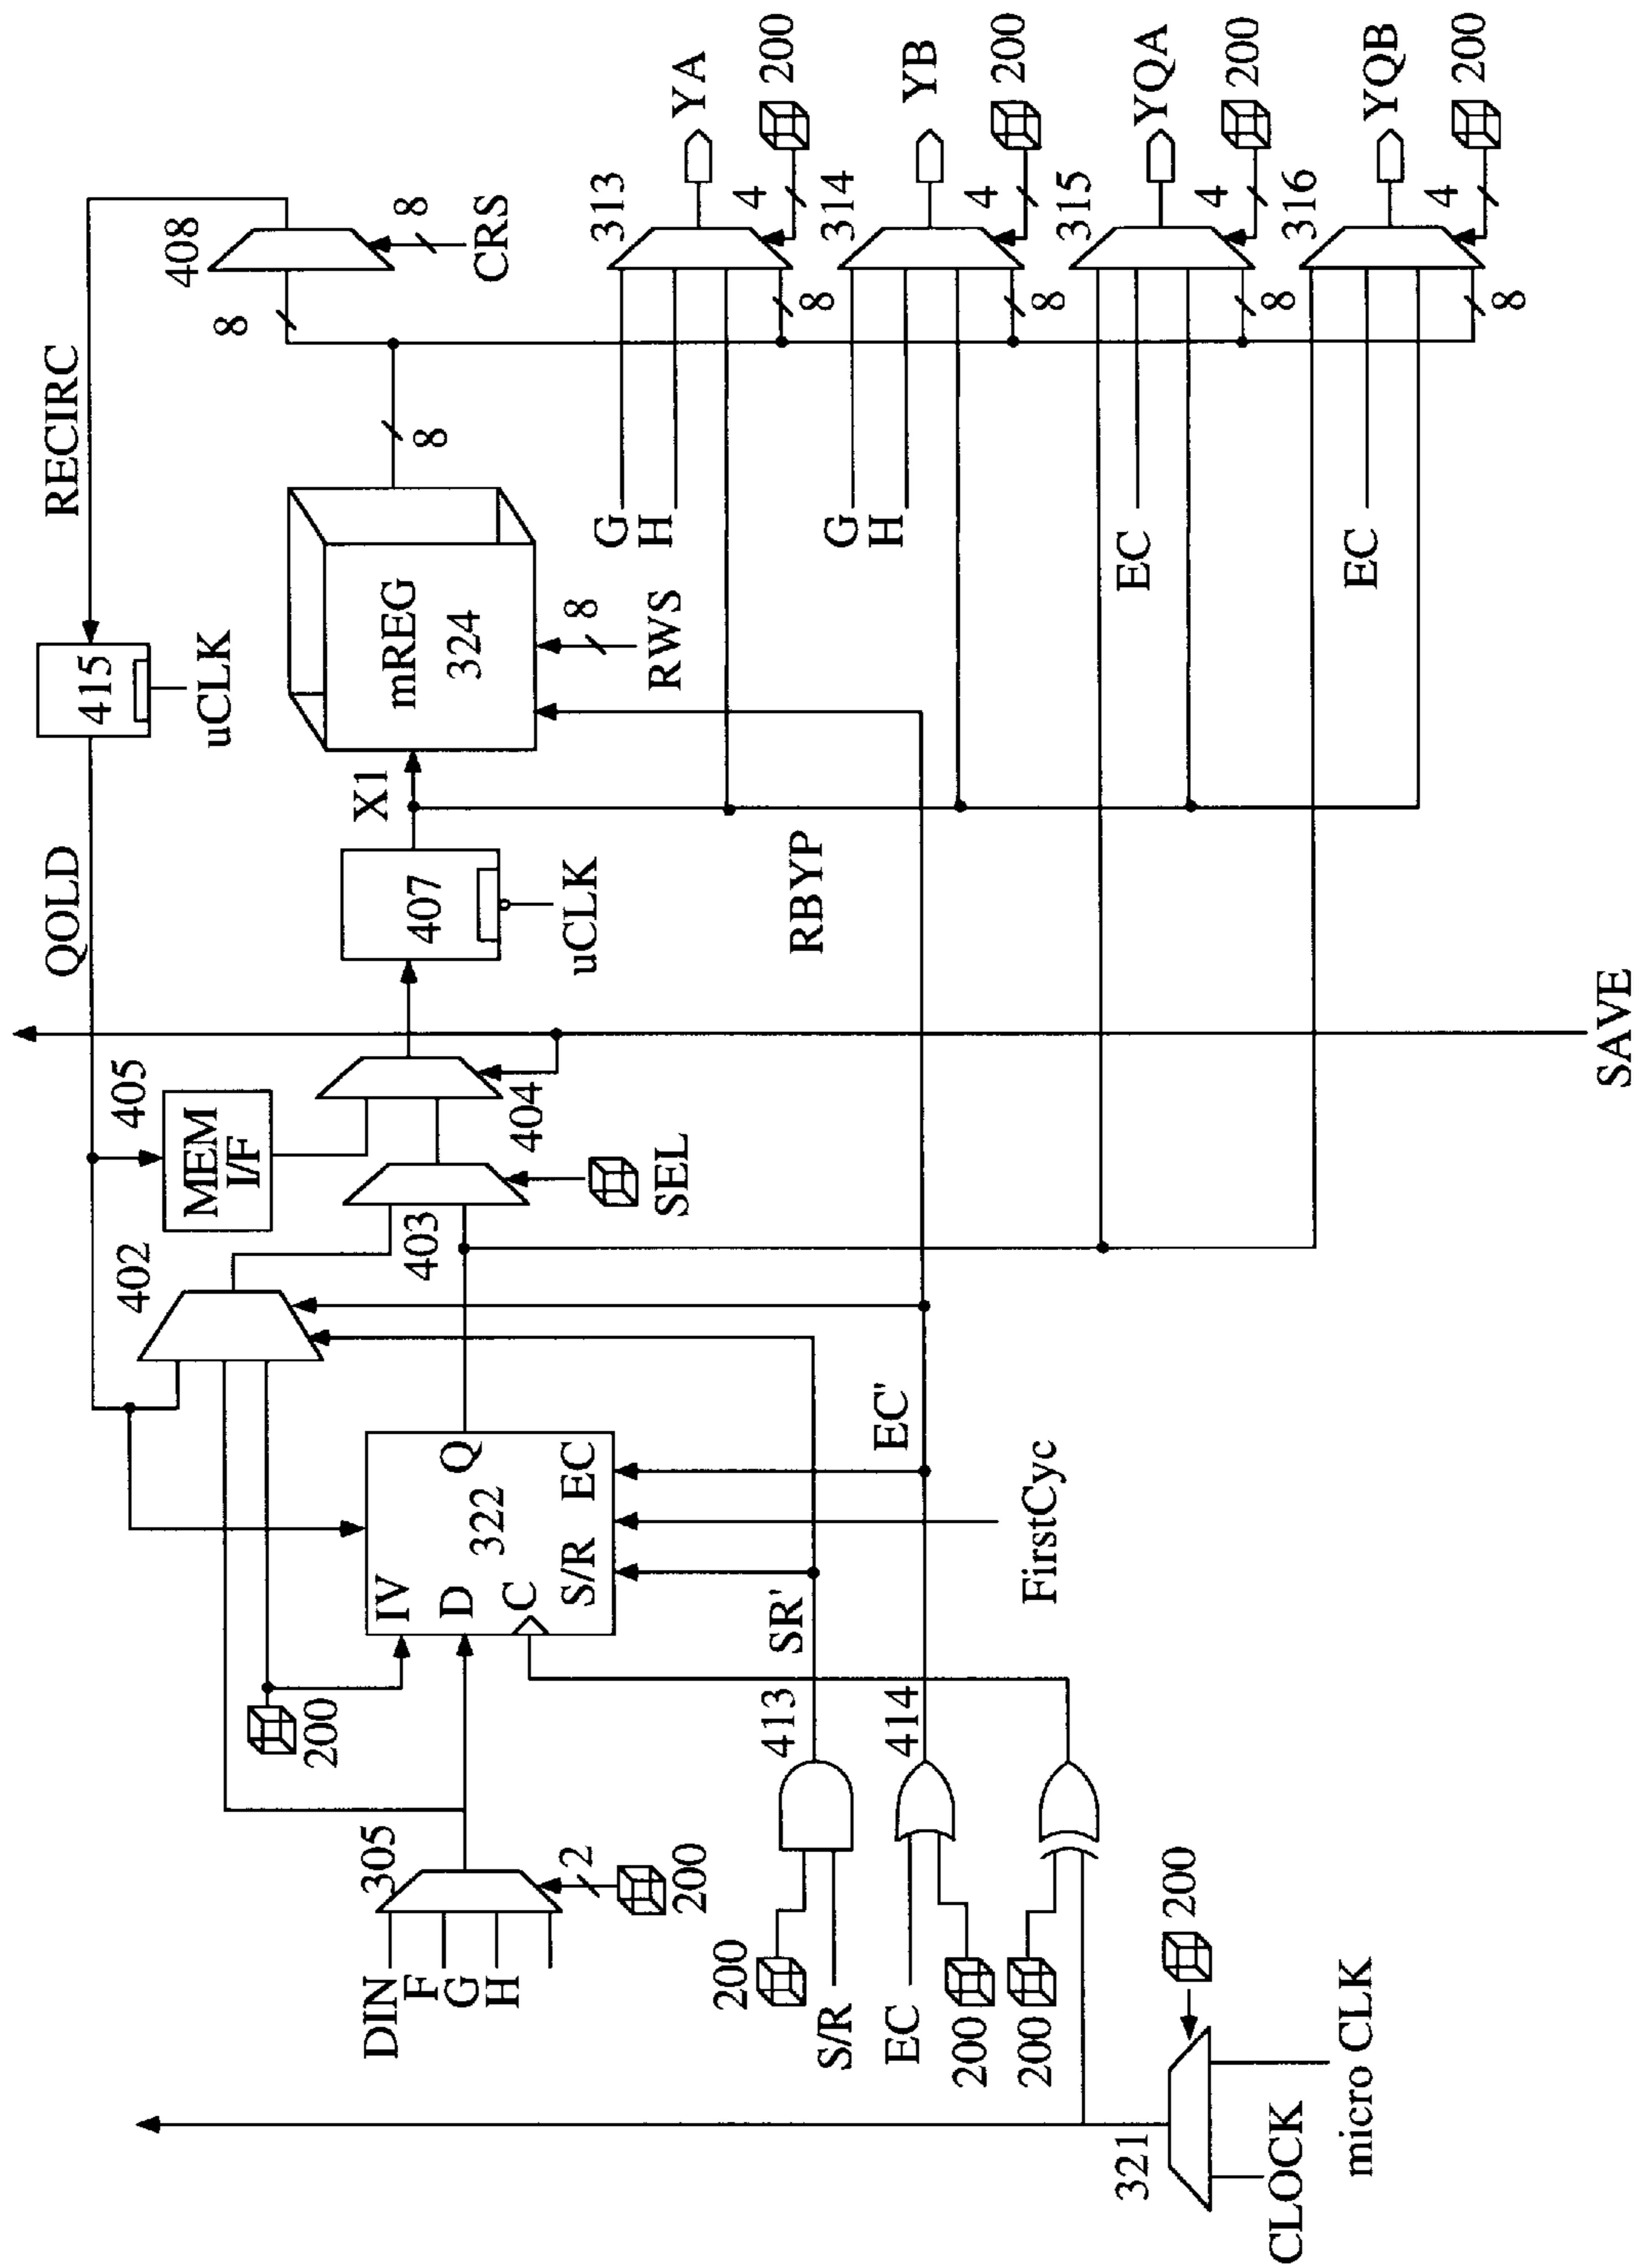 RECIRC
QOLD
415
uCLK
408
8
8
CRS
405
MEM
I/F
402
X1
mREG
324
8
8
RWS
407
uCLK
403
404
SEL
IV
D
C
Q
322
S/R
EC
200
305
DIN
F
G
H
2
200
G
H
313
YA
4
200
8
G
H
314
YB
4
200
8
EC
315
YQA
4
200
8
EC
316
YQB
4
200
8
RBYP
SR'
413
200
S/R
EC'
414
EC
200
200
FirstCyc
200
321
CLOCK
micro CLK
SAVE